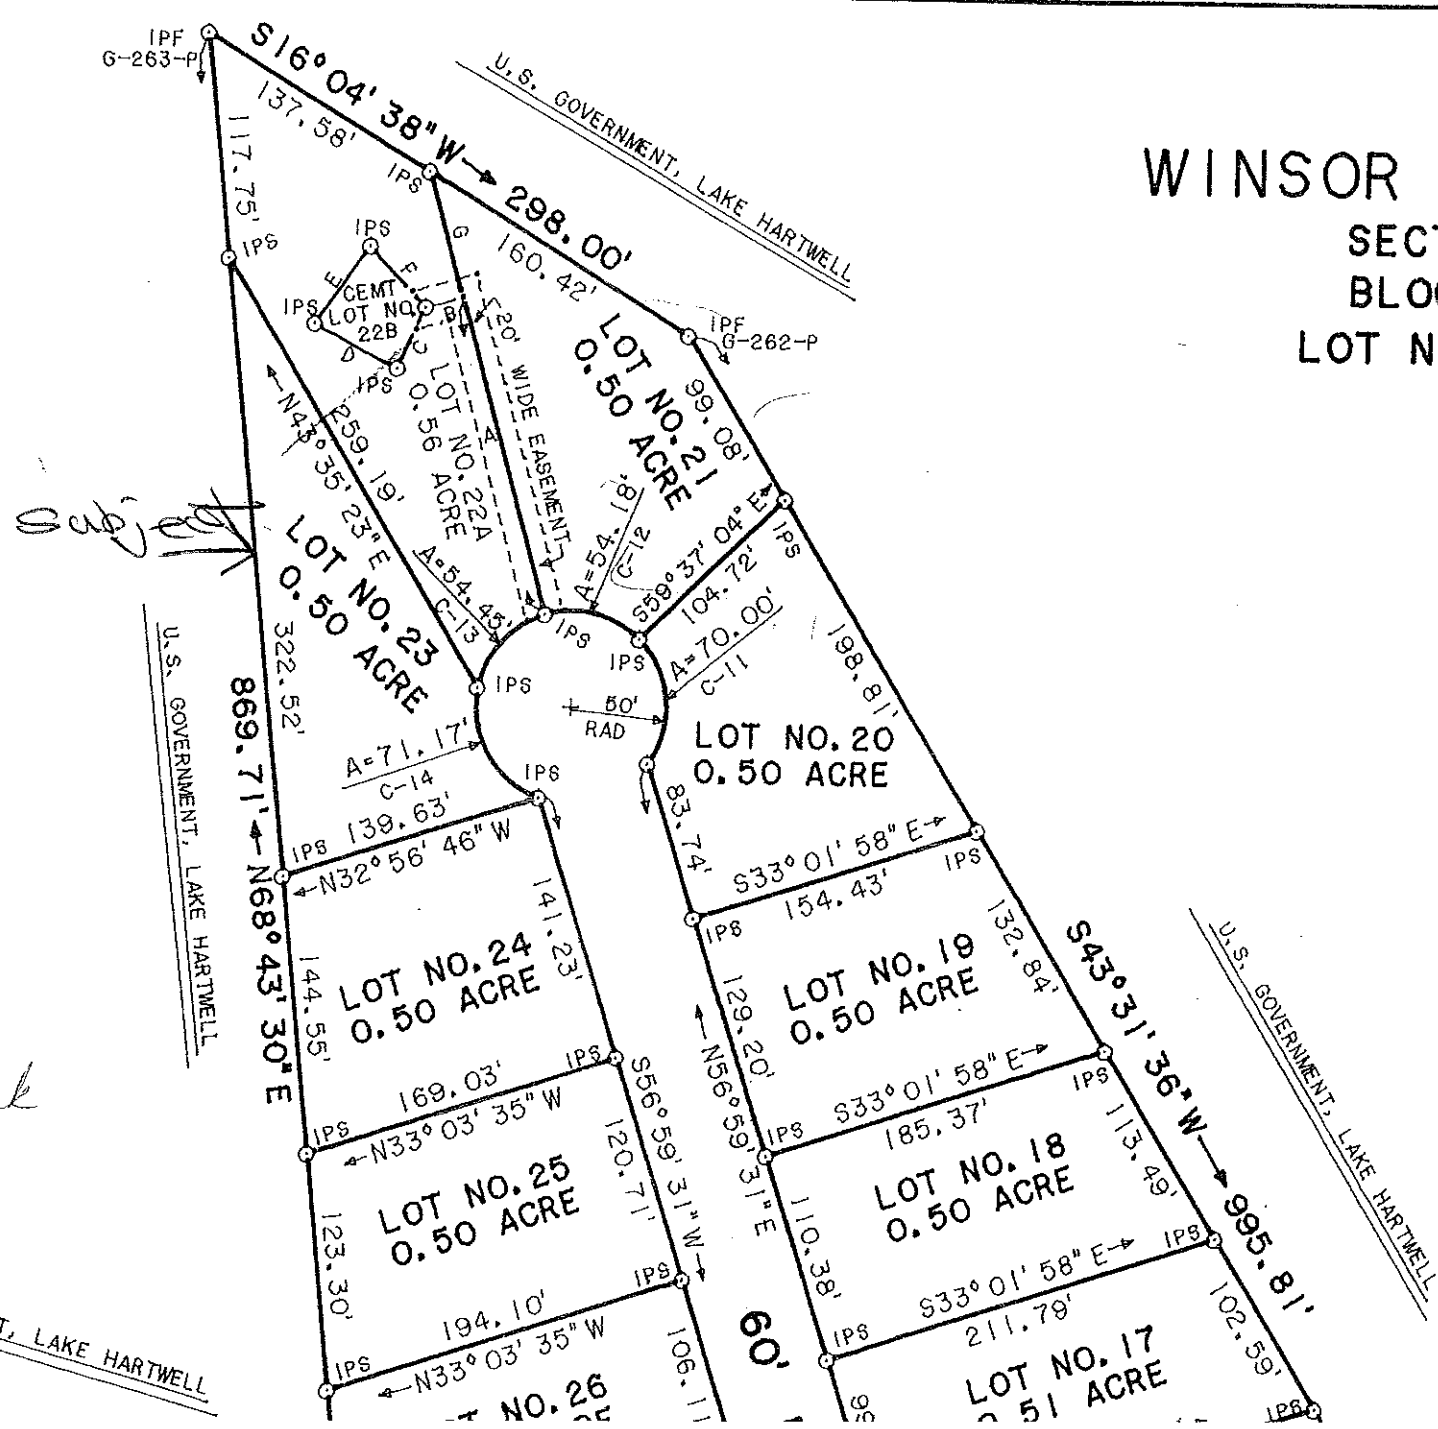 WINSOR
SECT
BLOC
LOT N
IPF
G-263-P
S16°04'38"W→298.00'
137.58'
160.42'
U.S. GOVERNMENT, LAKE HARTWELL
117.75'
IPS
IPS
IPS
IPS
IPS
E
F
G
B
C
D
A
CEMT
LOT NO.
22B
LOT NO. 22A
0.56 ACRE
20' WIDE EASEMENT
IPF
G-262-P
LOT NO. 21
0.50 ACRE
99.08'
←N43°35'23"E
259.19'
Subject
LOT NO. 23
0.50 ACRE
A=54.45'
C-13
A=54.18'
C-12
S59°37'04"E
104.72'
IPS
A=70.00'
C-11
IPS
IPS
IPS
50'
RAD
198.81'
322.52'
U.S. GOVERNMENT, LAKE HARTWELL
869.71'←N68°43'30"E
A=71.17'
C-14
IPS
139.63'
←N32°56'46"W
IPS
LOT NO. 20
0.50 ACRE
83.74'
S33°01'58"E→
154.43'
IPS
IPS
141.23'
LOT NO. 24
0.50 ACRE
144.55'
LOT NO. 19
0.50 ACRE
129.20'
132.84'
S43°31'36"W→995.81'
U.S. GOVERNMENT, LAKE HARTWELL
IPS
169.03'
←N33°03'35"W
IPS
S56°59'31"W→
←N56°59'31"E
S33°01'58"E→
185.37'
IPS
IPS
120.71'
LOT NO. 25
0.50 ACRE
123.30'
LOT NO. 18
0.50 ACRE
110.38'
113.49'
IPS
194.10'
←N33°03'35"W
IPS
S33°01'58"E→
211.79'
IPS
IPS
60'
T, LAKE HARTWELL
106.11
NO. 26
LOT NO. 17
0.51 ACRE
102.59'
IPS